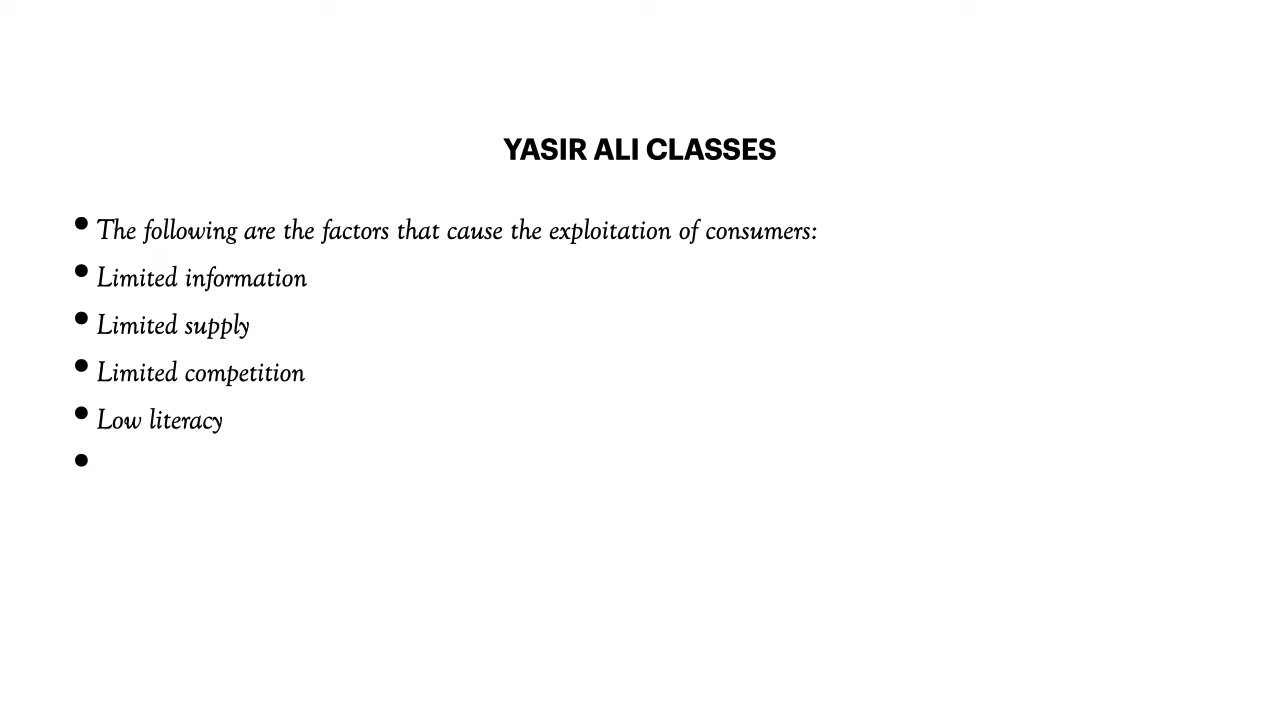 YASIR ALI CLASSES
• The following are the factors that cause the exploitation of consumers:
• Limited information
• Limited supply
• Limited competition
• Low literacy
•